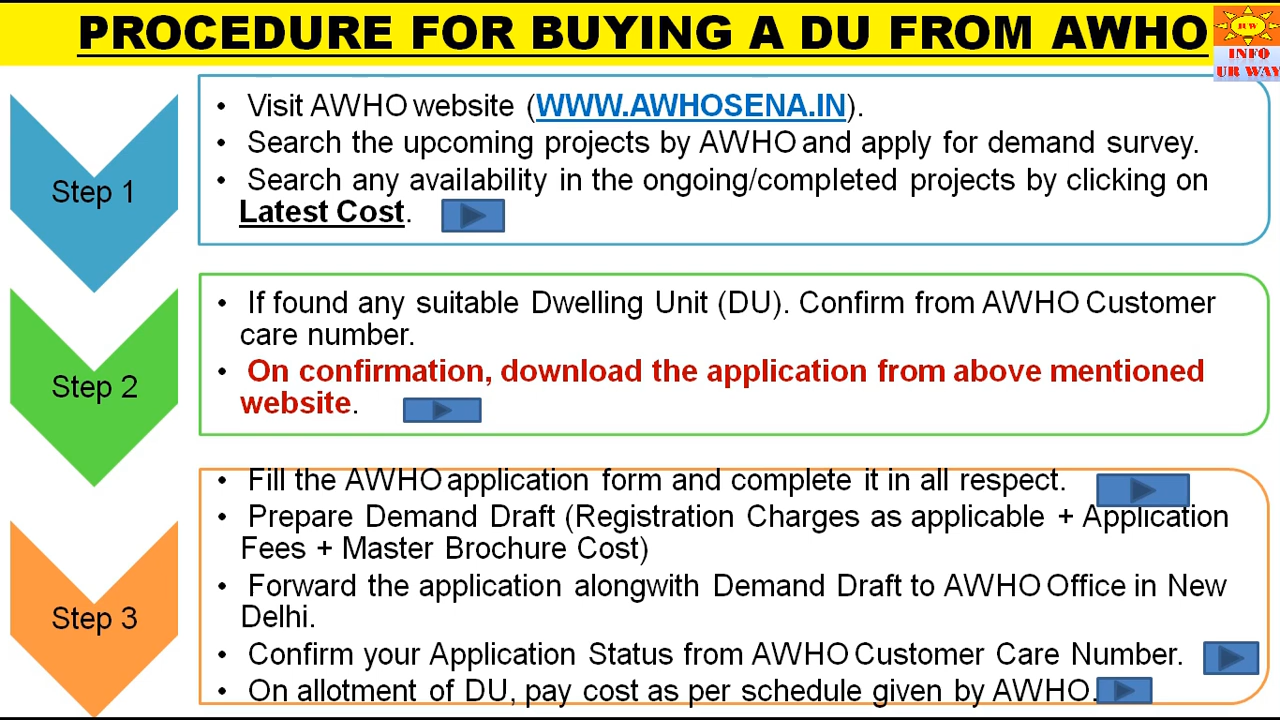 PROCEDURE FOR BUYING A DU FROM AWHO
IUW
INFO
UR WAY
Step 1
• Visit AWHO website (WWW.AWHOSENA.IN).
• Search the upcoming projects by AWHO and apply for demand survey.
• Search any availability in the ongoing/completed projects by clicking on
Latest Cost.
Step 2
• If found any suitable Dwelling Unit (DU). Confirm from AWHO Customer
care number.
• On confirmation, download the application from above mentioned
website.
Step 3
• Fill the AWHO application form and complete it in all respect.
• Prepare Demand Draft (Registration Charges as applicable + Application
Fees + Master Brochure Cost)
• Forward the application alongwith Demand Draft to AWHO Office in New
Delhi.
• Confirm your Application Status from AWHO Customer Care Number.
• On allotment of DU, pay cost as per schedule given by AWHO.